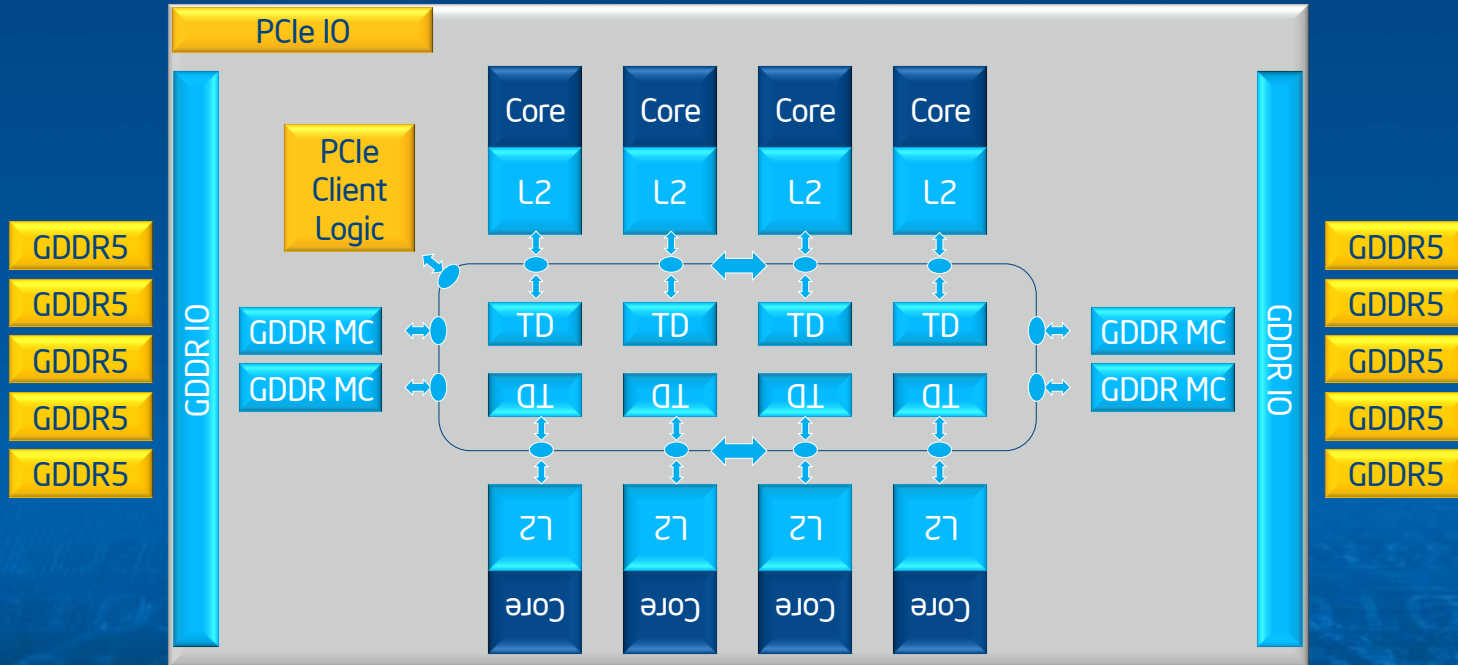 PCIe IO
Core Core Core Core
PCIe
Client
Logic
L2 L2 L2 L2
GDDR5 GDDR5
GDDR5 GDDR5
GDDR IO GDDR MC TD TD TD TD GDDR MC GDDR IO
GDDR5 GDDR5
GDDR MC TD TD TD TD GDDR MC
GDDR5 GDDR5
GDDR5 GDDR5
L2 L2 L2 L2
Core Core Core Core